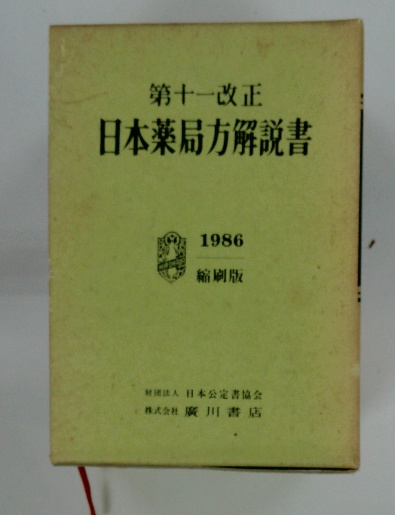 第十一改正
日本薬局方解説書
1986
縮刷版
財団法人 日本公定書協会
株式会社 廣川書店